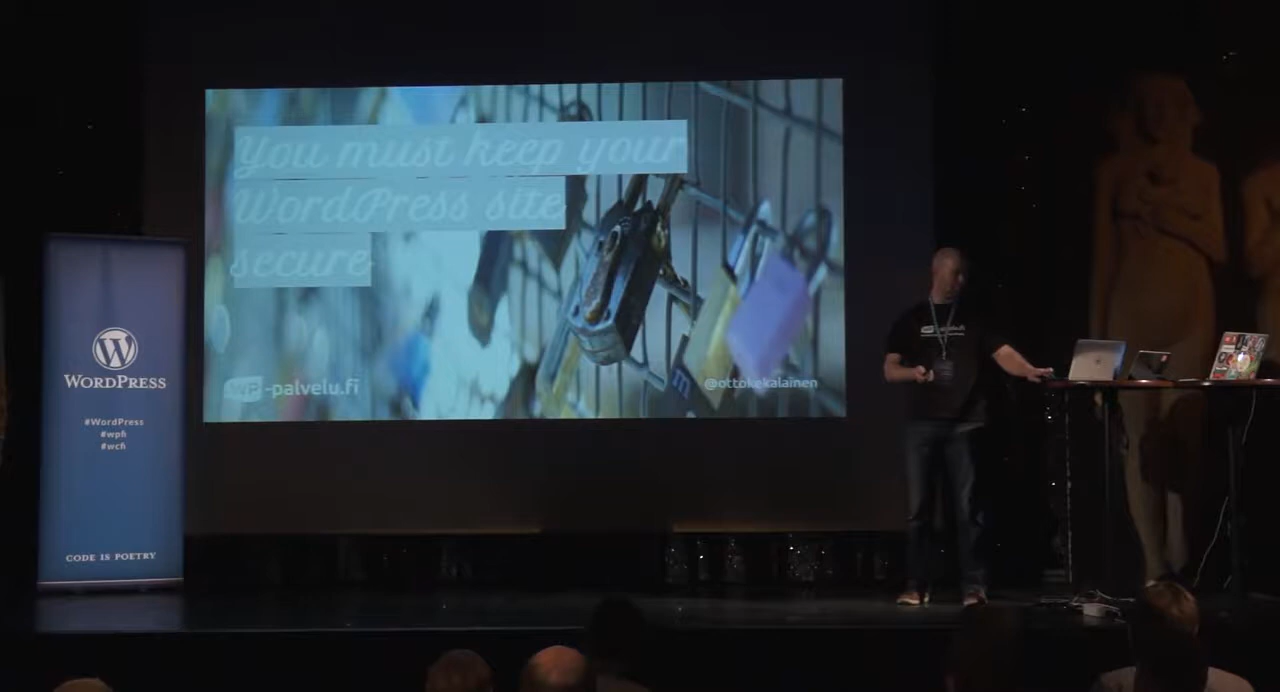 You must keep your
WordPress site
secure
WP-palvelu.fi
@ottokekalainen
WORDPRESS
#WordPress
#wpfi
#wcfi
CODE IS POETRY